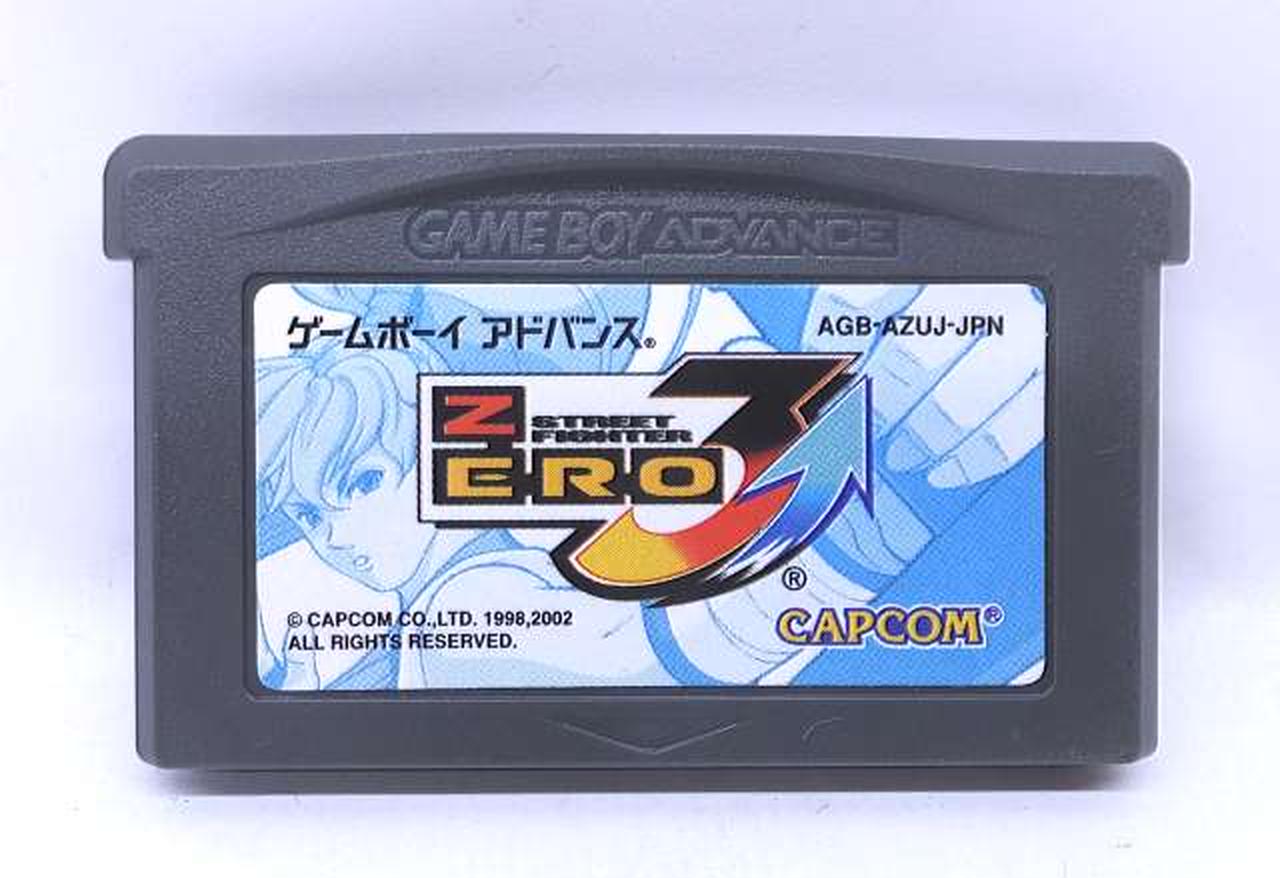 GAME BOY ADVANCE
ゲームボーイ アドバンス®
AGB-AZUJ-JPN
STREET
FIGHTER
ZERO 3®
© CAPCOM CO.,LTD. 1998,2002
ALL RIGHTS RESERVED.
CAPCOM®